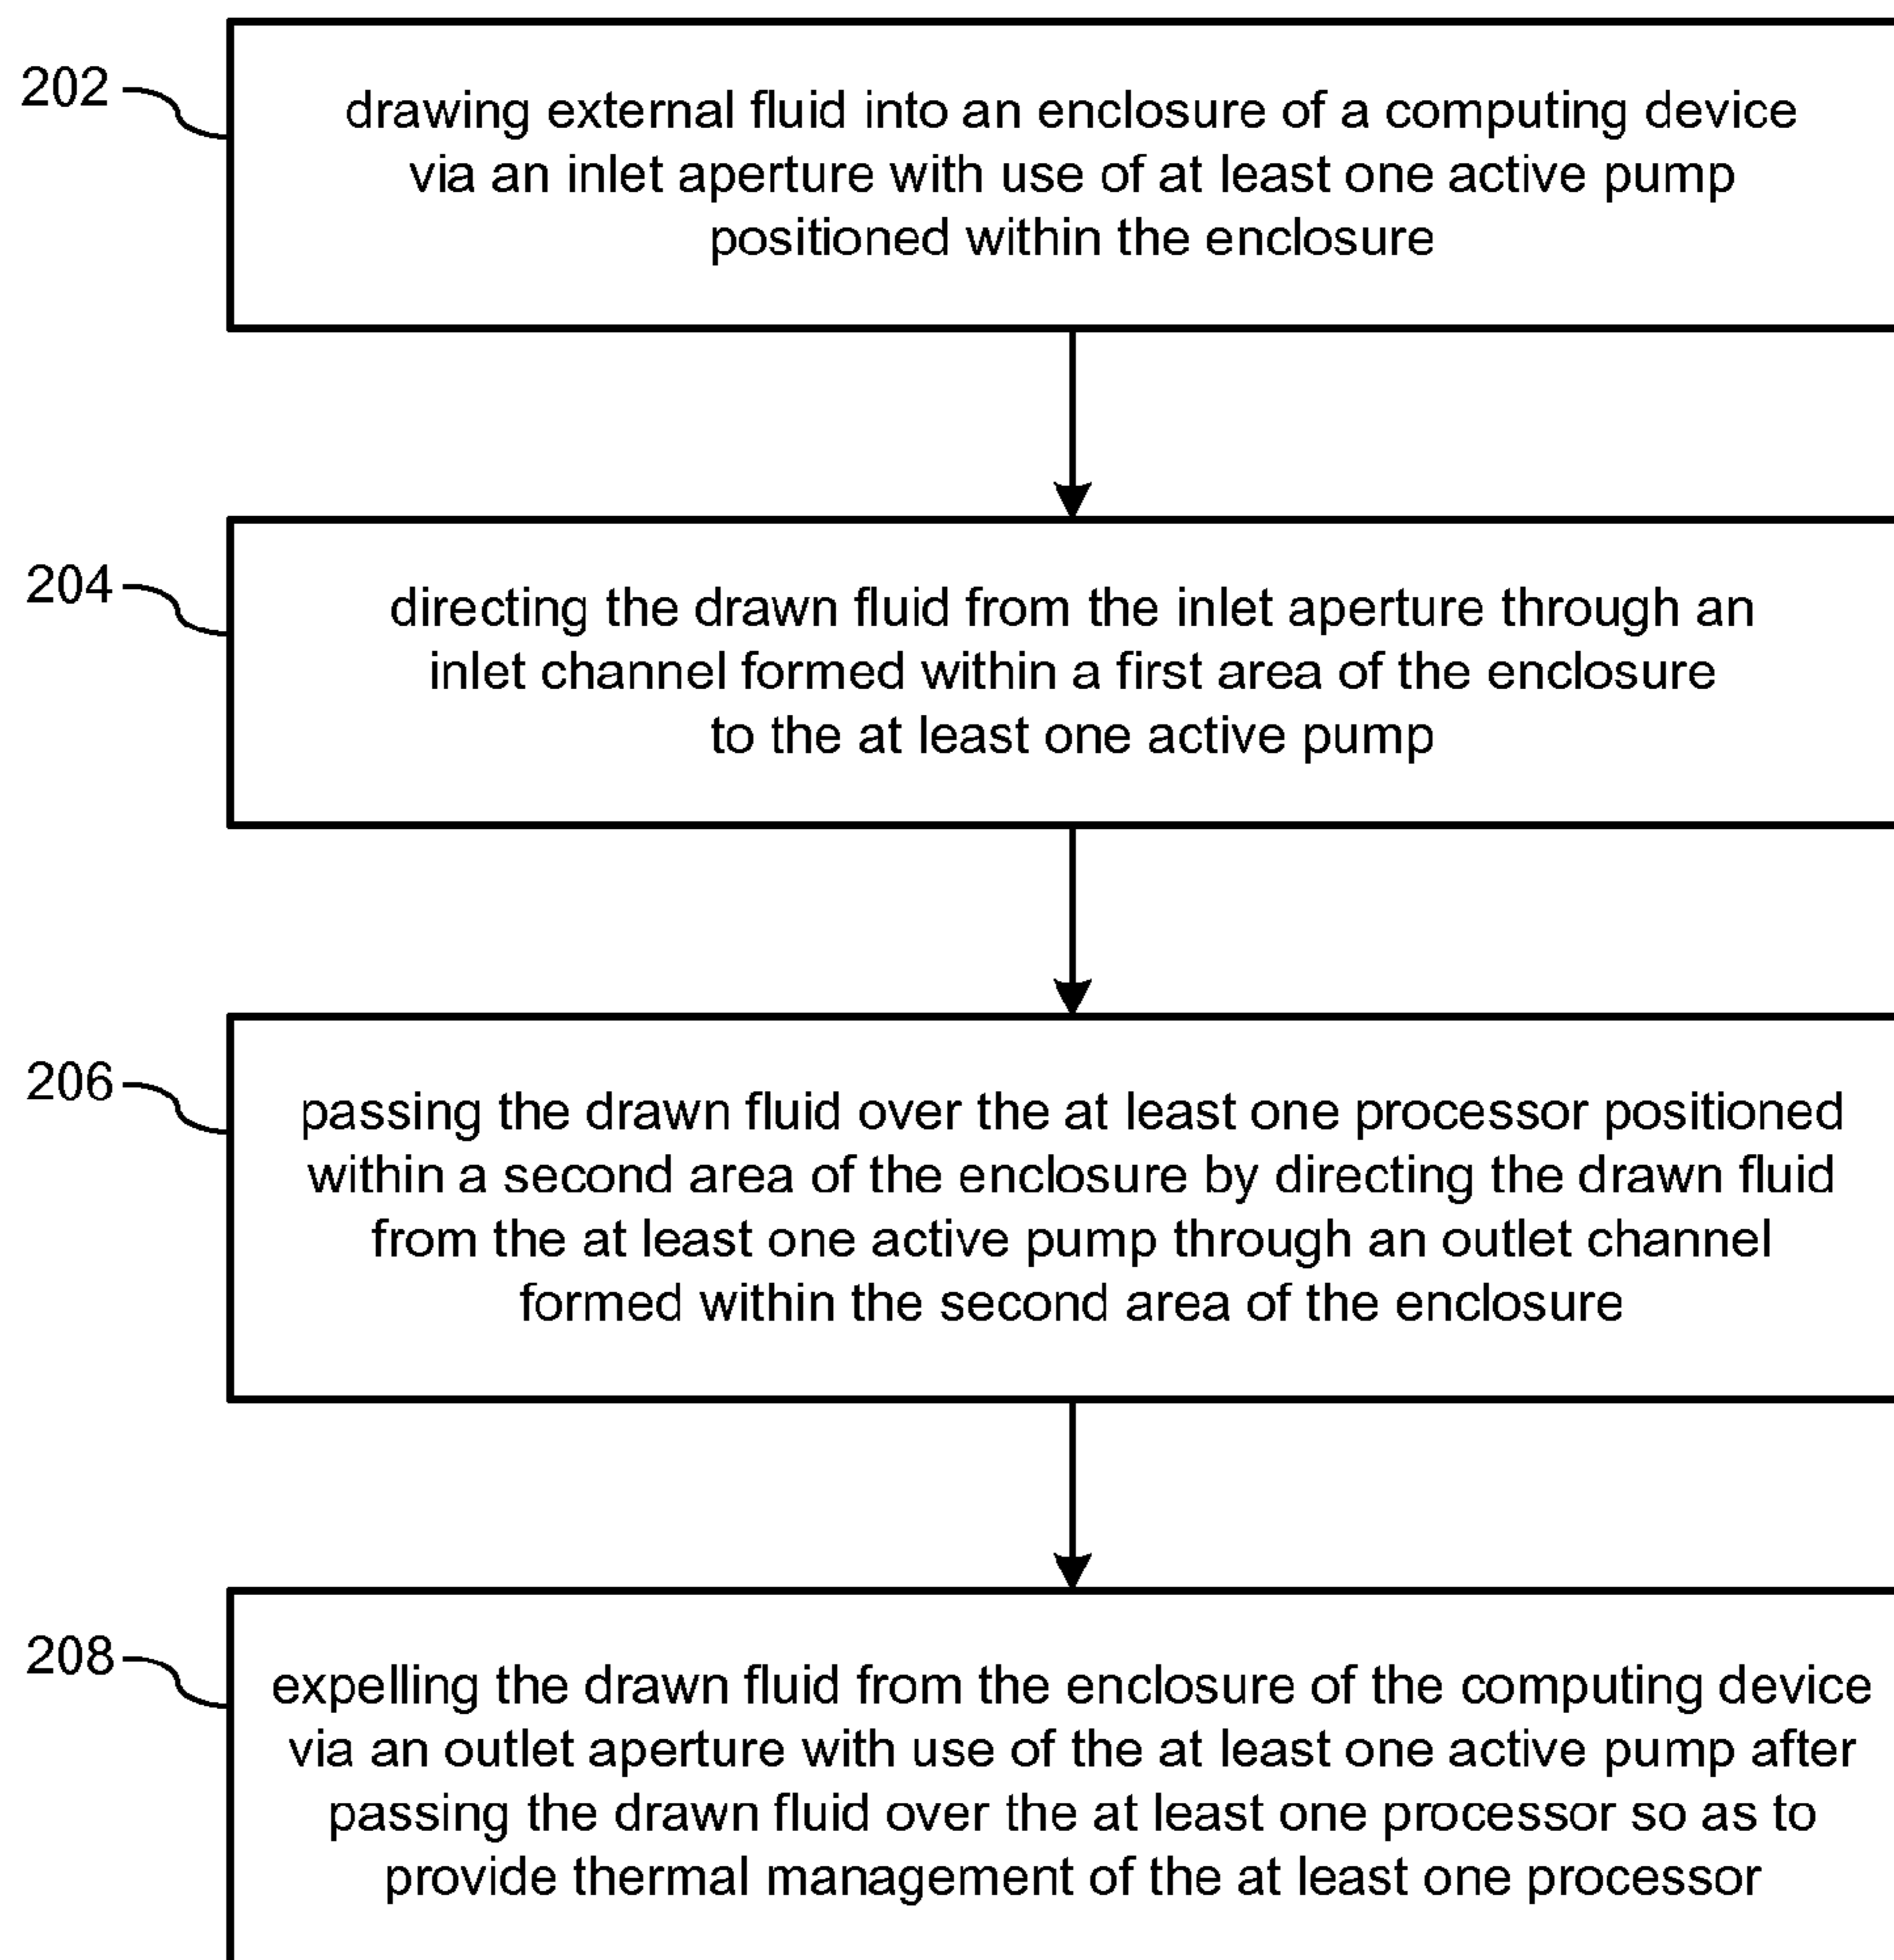 202
drawing external fluid into an enclosure of a computing device
via an inlet aperture with use of at least one active pump
positioned within the enclosure
204
directing the drawn fluid from the inlet aperture through an
inlet channel formed within a first area of the enclosure
to the at least one active pump
206
passing the drawn fluid over the at least one processor positioned
within a second area of the enclosure by directing the drawn fluid
from the at least one active pump through an outlet channel
formed within the second area of the enclosure
208
expelling the drawn fluid from the enclosure of the computing device
via an outlet aperture with use of the at least one active pump after
passing the drawn fluid over the at least one processor so as to
provide thermal management of the at least one processor